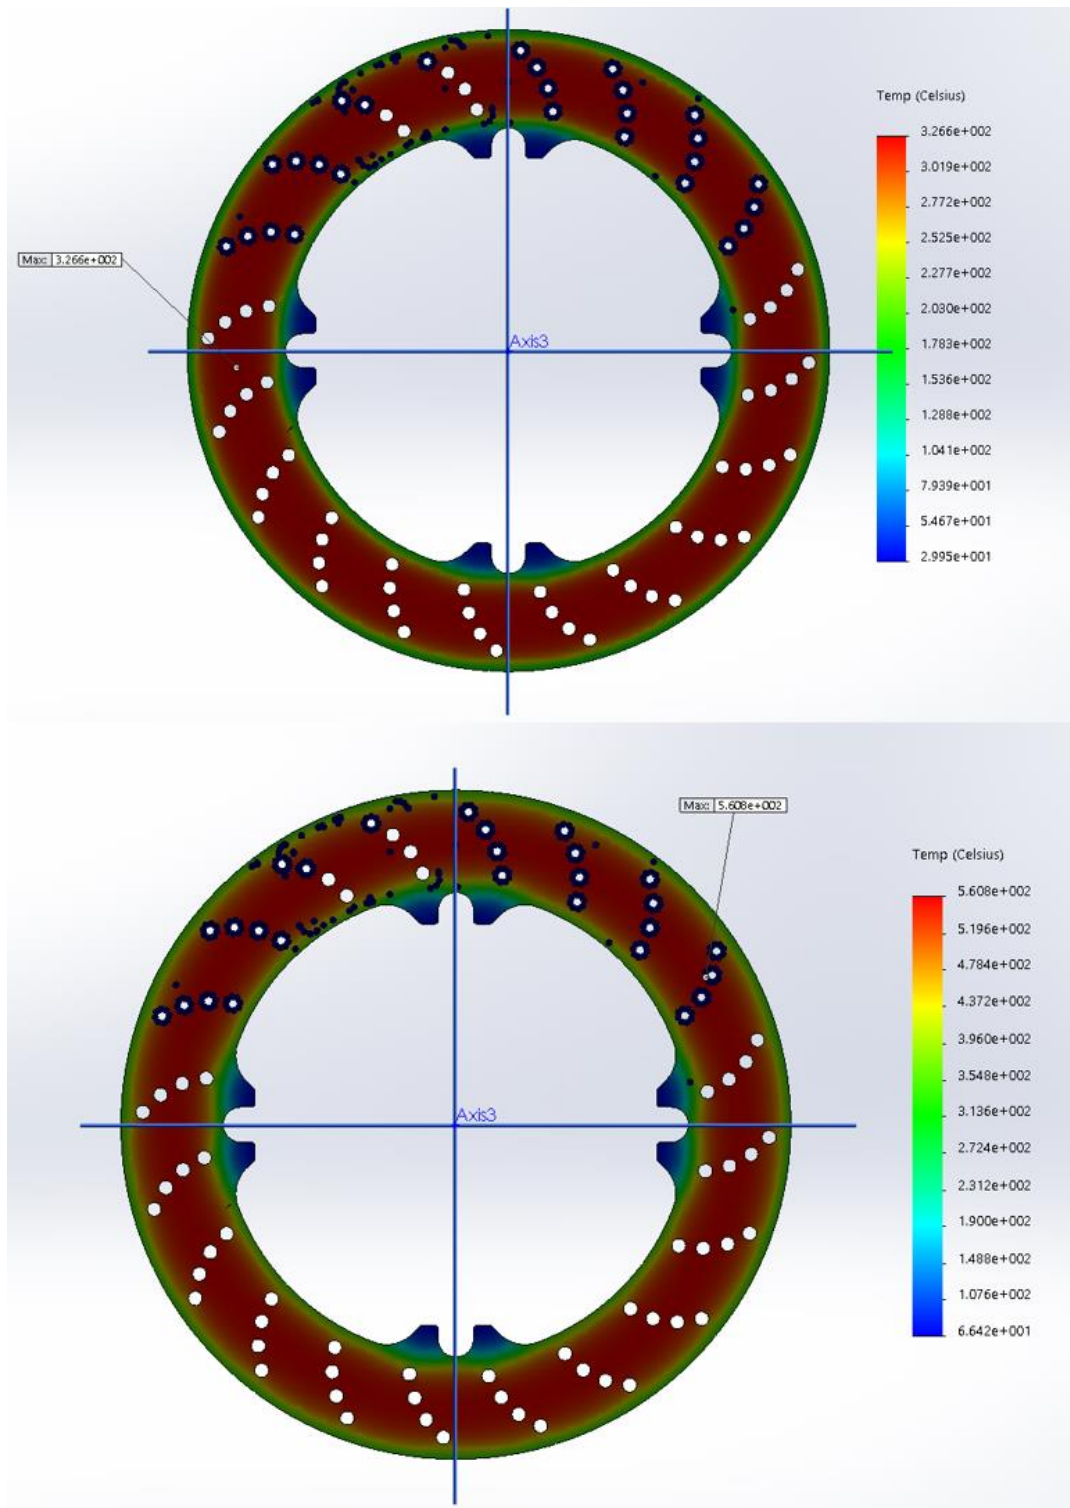 Temp (Celsius)
3.266e+002
3.019e+002
2.772e+002
2.525e+002
2.277e+002
2.030e+002
1.783e+002
1.536e+002
1.288e+002
1.041e+002
7.939e+001
5.467e+001
2.995e+001
Max: 3.266e+002
Axis3
Max: 5.608e+002
Temp (Celsius)
5.608e+002
5.196e+002
4.784e+002
4.372e+002
3.960e+002
3.548e+002
3.136e+002
2.724e+002
2.312e+002
1.900e+002
1.488e+002
1.076e+002
6.642e+001
Axis3